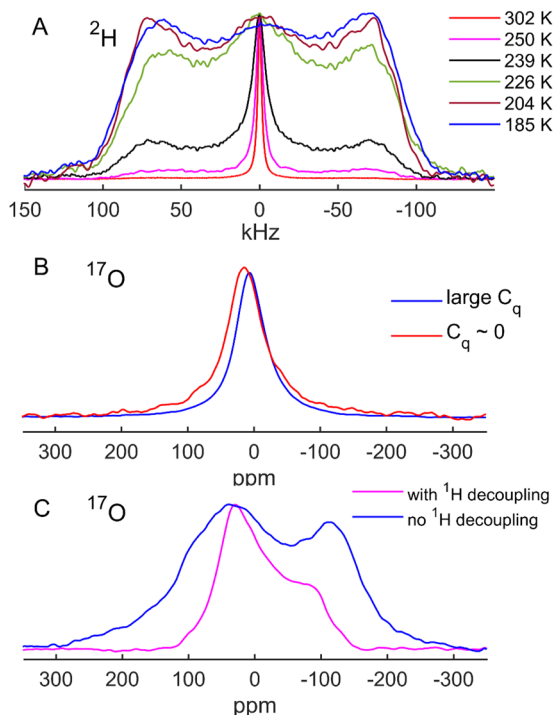 A
²H
302 K
250 K
239 K
226 K
204 K
185 K
150 100 50 0 -50 -100
kHz
B
¹⁷O
large Cq
Cq ~ 0
300 200 100 0 -100 -200 -300
ppm
C
¹⁷O
with ¹H decoupling
no ¹H decoupling
300 200 100 0 -100 -200 -300
ppm